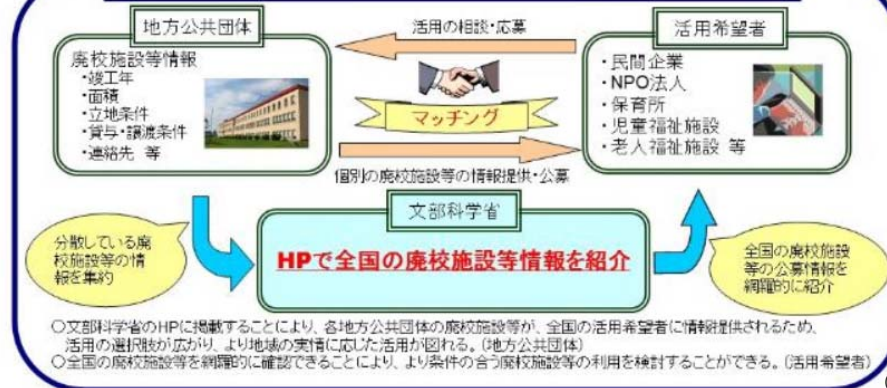 地方公共団体
廃校施設等情報
・竣工年
・面積
・立地条件
・貸与・譲渡条件
・連絡先 等
活用の相談・応募
マッチング
個別の廃校施設等の情報提供・公募
活用希望者
・民間企業
・NPO法人
・保育所
・児童福祉施設
・老人福祉施設 等
分散している廃
校施設等の情
報を集約
文部科学省
HPで全国の廃校施設等情報を紹介
全国の廃校施設
等の公募情報を
網羅的に紹介
○文部科学省のHPに掲載することにより、各地方公共団体の廃校施設等が、全国の活用希望者に情報提供されるため、
活用の選択肢が広がり、より地域の実情に応じた活用が図れる。(地方公共団体)
○全国の廃校施設等を網羅的に確認できることにより、より条件の合う廃校施設等の利用を検討することができる。(活用希望者)